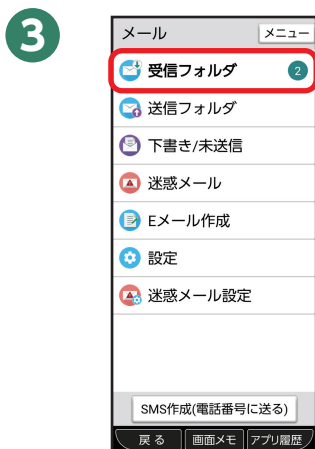 3
メール メニュー
受信フォルダ 2
送信フォルダ
下書き/未送信
迷惑メール
Eメール作成
設定
迷惑メール設定
SMS作成(電話番号に送る)
戻る 画面メモ アプリ履歴